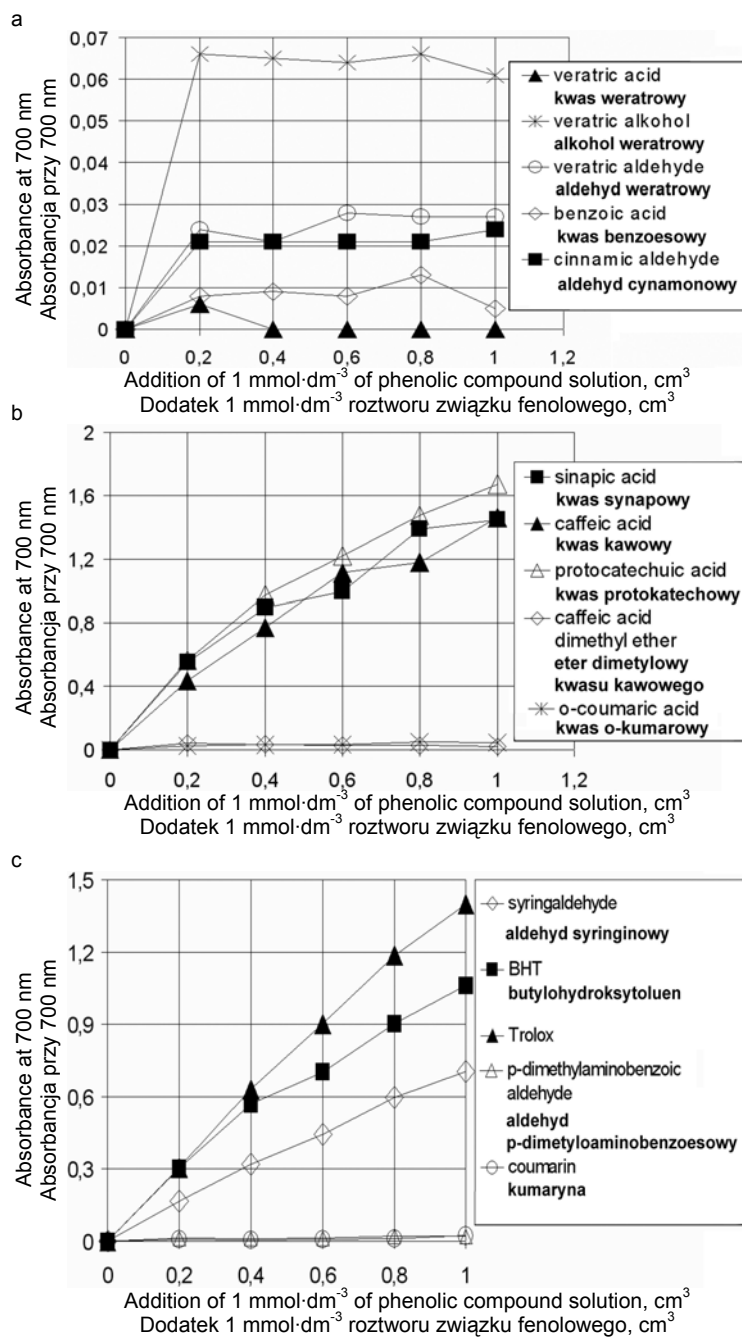 a
0,07
0,06
0,05
0,04
0,03
0,02
0,01
0
0 0,2 0,4 0,6 0,8 1 1,2
Absorbance at 700 nm
Absorbancja przy 700 nm
veratric acid
kwas weratrowy
veratric alkohol
alkohol weratrowy
veratric aldehyde
aldehyd weratrowy
benzoic acid
kwas benzoesowy
cinnamic aldehyde
aldehyd cynamonowy
Addition of 1 mmol·dm⁻³ of phenolic compound solution, cm³
Dodatek 1 mmol·dm⁻³ roztworu związku fenolowego, cm³
b
2
1,6
1,2
0,8
0,4
0
0 0,2 0,4 0,6 0,8 1 1,2
Absorbance at 700 nm
Absorbancja przy 700 nm
sinapic acid
kwas synapowy
caffeic acid
kwas kawowy
protocatechuic acid
kwas protokatechowy
caffeic acid
dimethyl ether
eter dimetylowy
kwasu kawowego
o-coumaric acid
kwas o-kumarowy
Addition of 1 mmol·dm⁻³ of phenolic compound solution, cm³
Dodatek 1 mmol·dm⁻³ roztworu związku fenolowego, cm³
c
1,5
1,2
0,9
0,6
0,3
0
0 0,2 0,4 0,6 0,8 1
Absorbance at 700 nm
Absorbancja przy 700 nm
syringaldehyde
aldehyd syringinowy
BHT
butylohydroksytoluen
Trolox
p-dimethylaminobenzoic
aldehyde
aldehyd
p-dimetyloaminobenzoesowy
coumarin
kumaryna
Addition of 1 mmol·dm⁻³ of phenolic compound solution, cm³
Dodatek 1 mmol·dm⁻³ roztworu związku fenolowego, cm³